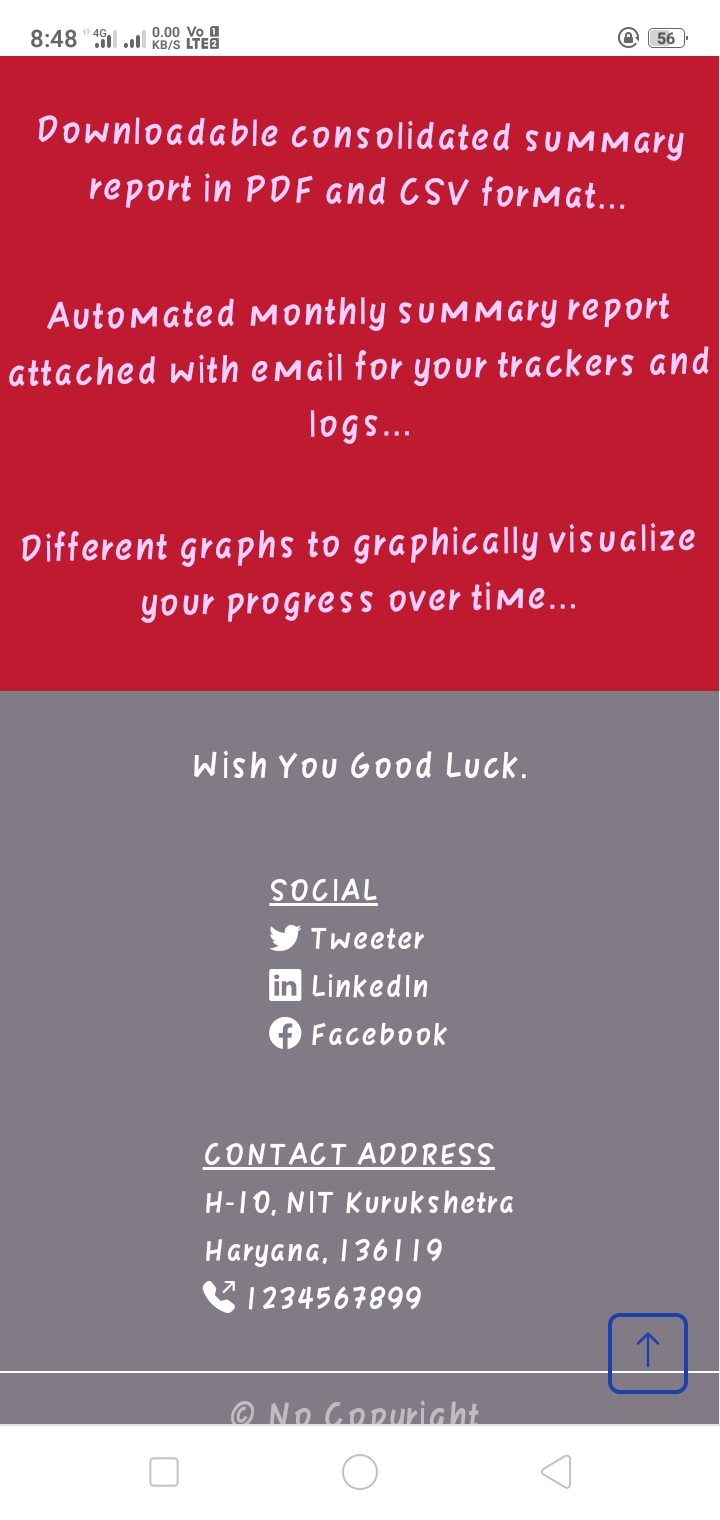 8:48 4G 0.00 KB/S Vo LTE 1 2 56
Downloadable consolidated summary
report in PDF and CSV format...
Automated monthly summary report
attached with email for your trackers and
logs...
Different graphs to graphically visualize
your progress over time...
Wish You Good Luck.
SOCIAL
Tweeter
in LinkedIn
Facebook
CONTACT ADDRESS
H-10, NIT Kurukshetra
Haryana, 136119
1234567899
© No Copyright